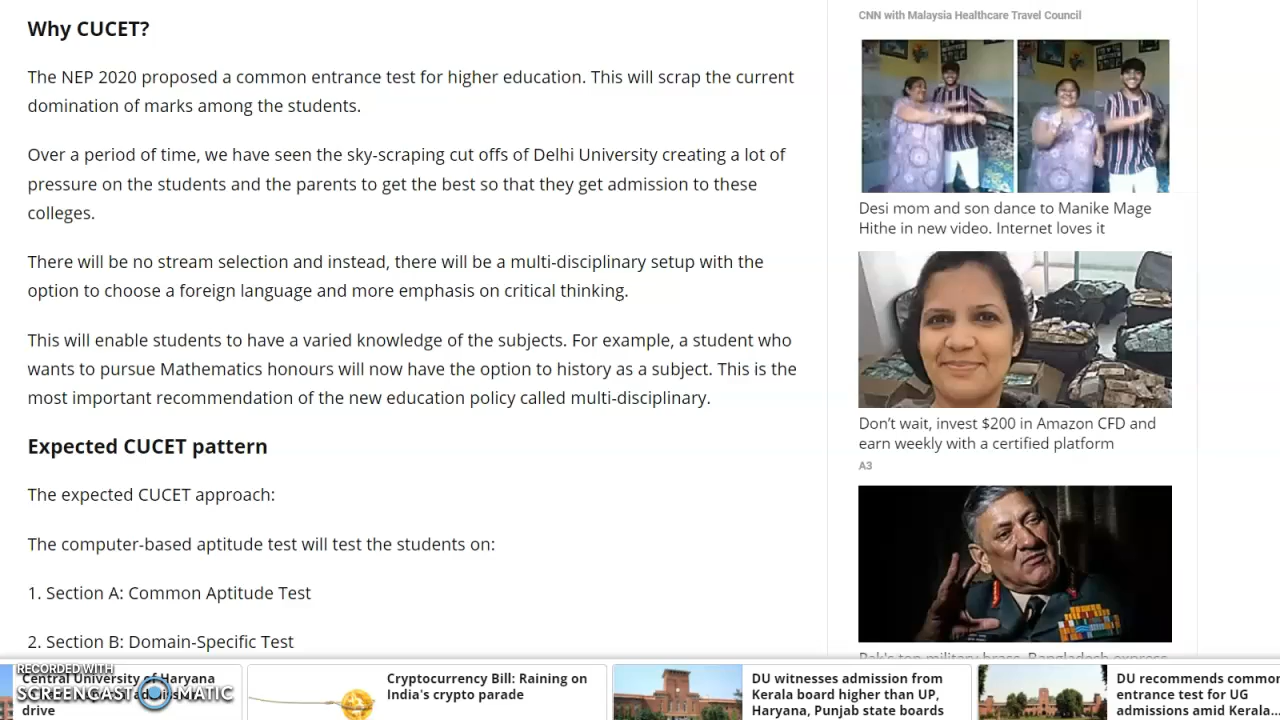 Why CUCET?
The NEP 2020 proposed a common entrance test for higher education. This will scrap the current
domination of marks among the students.
Over a period of time, we have seen the sky-scraping cut offs of Delhi University creating a lot of
pressure on the students and the parents to get the best so that they get admission to these
colleges.
There will be no stream selection and instead, there will be a multi-disciplinary setup with the
option to choose a foreign language and more emphasis on critical thinking.
This will enable students to have a varied knowledge of the subjects. For example, a student who
wants to pursue Mathematics honours will now have the option to history as a subject. This is the
most important recommendation of the new education policy called multi-disciplinary.
Expected CUCET pattern
The expected CUCET approach:
The computer-based aptitude test will test the students on:
1. Section A: Common Aptitude Test
2. Section B: Domain-Specific Test
CNN with Malaysia Healthcare Travel Council
Desi mom and son dance to Manike Mage
Hithe in new video. Internet loves it
Don't wait, invest $200 in Amazon CFD and
earn weekly with a certified platform
A3
Pak's top military brass, Bangladesh express
Central University of Haryana
drive
RECORDED WITH
SCREENCAST MATIC
Cryptocurrency Bill: Raining on
India's crypto parade
DU witnesses admission from
Kerala board higher than UP,
Haryana, Punjab state boards
DU recommends common
entrance test for UG
admissions amid Kerala...